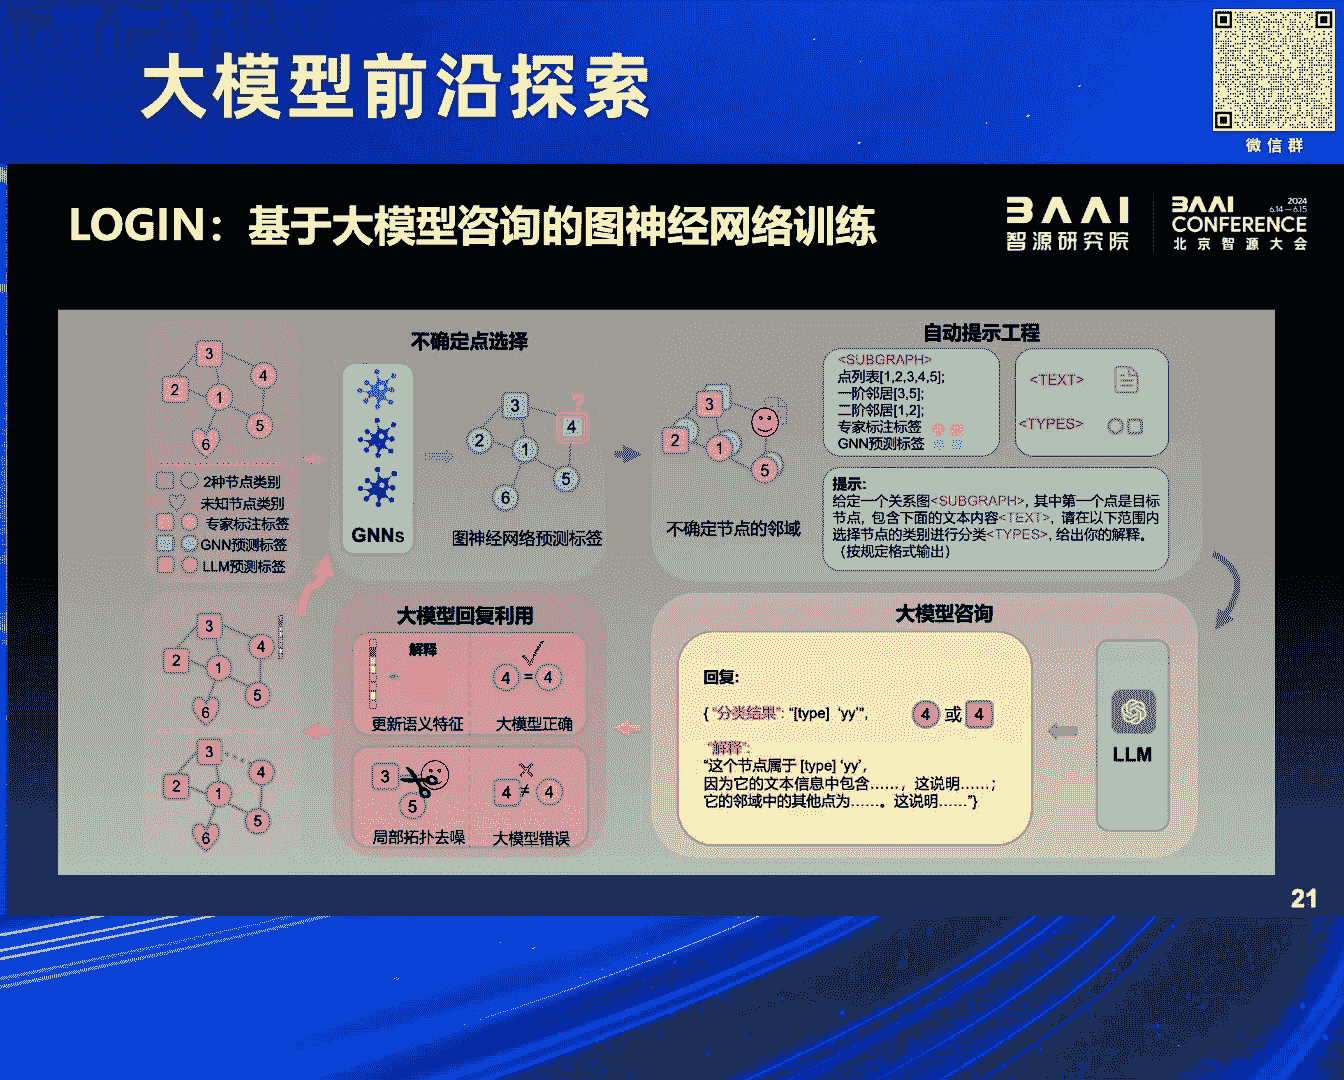 大模型前沿探索
微信群
LOGIN：基于大模型咨询的图神经网络训练
BAAI
智源研究院
BAAI
2024
6.14 — 6.15
CONFERENCE
北京智源大会
3
4
2
1
5
6
2种节点类别
未知节点类别
专家标注标签
GNN预测标签
LLM预测标签
不确定点选择
GNNs
3
?
4
2
1
5
6
图神经网络预测标签
3
2
1
5
不确定节点的邻域
自动提示工程
<SUBGRAPH>
点列表[1,2,3,4,5];
一阶邻居[3,5];
二阶邻居[1,2];
专家标注标签
GNN预测标签
<TEXT>
<TYPES>
提示:
给定一个关系图<SUBGRAPH>, 其中第一个点是目标
节点, 包含下面的文本内容<TEXT>, 请在以下范围内
选择节点的类别进行分类<TYPES>, 给出你的解释。
（按规定格式输出）
3
4
2
1
5
6
3
4
2
1
5
6
大模型回复利用
解释
更新语义特征
4 = 4
大模型正确
3
5
局部拓扑去噪
4 ≠ 4
大模型错误
大模型咨询
回复:
{ “分类结果”: “[type] ‘yy’”,
4 或 4
“解释”:
“这个节点属于 [type] ‘yy’,
因为它的文本信息中包含……，这说明……；
它的邻域中的其他点为……。这说明……”}
LLM
21